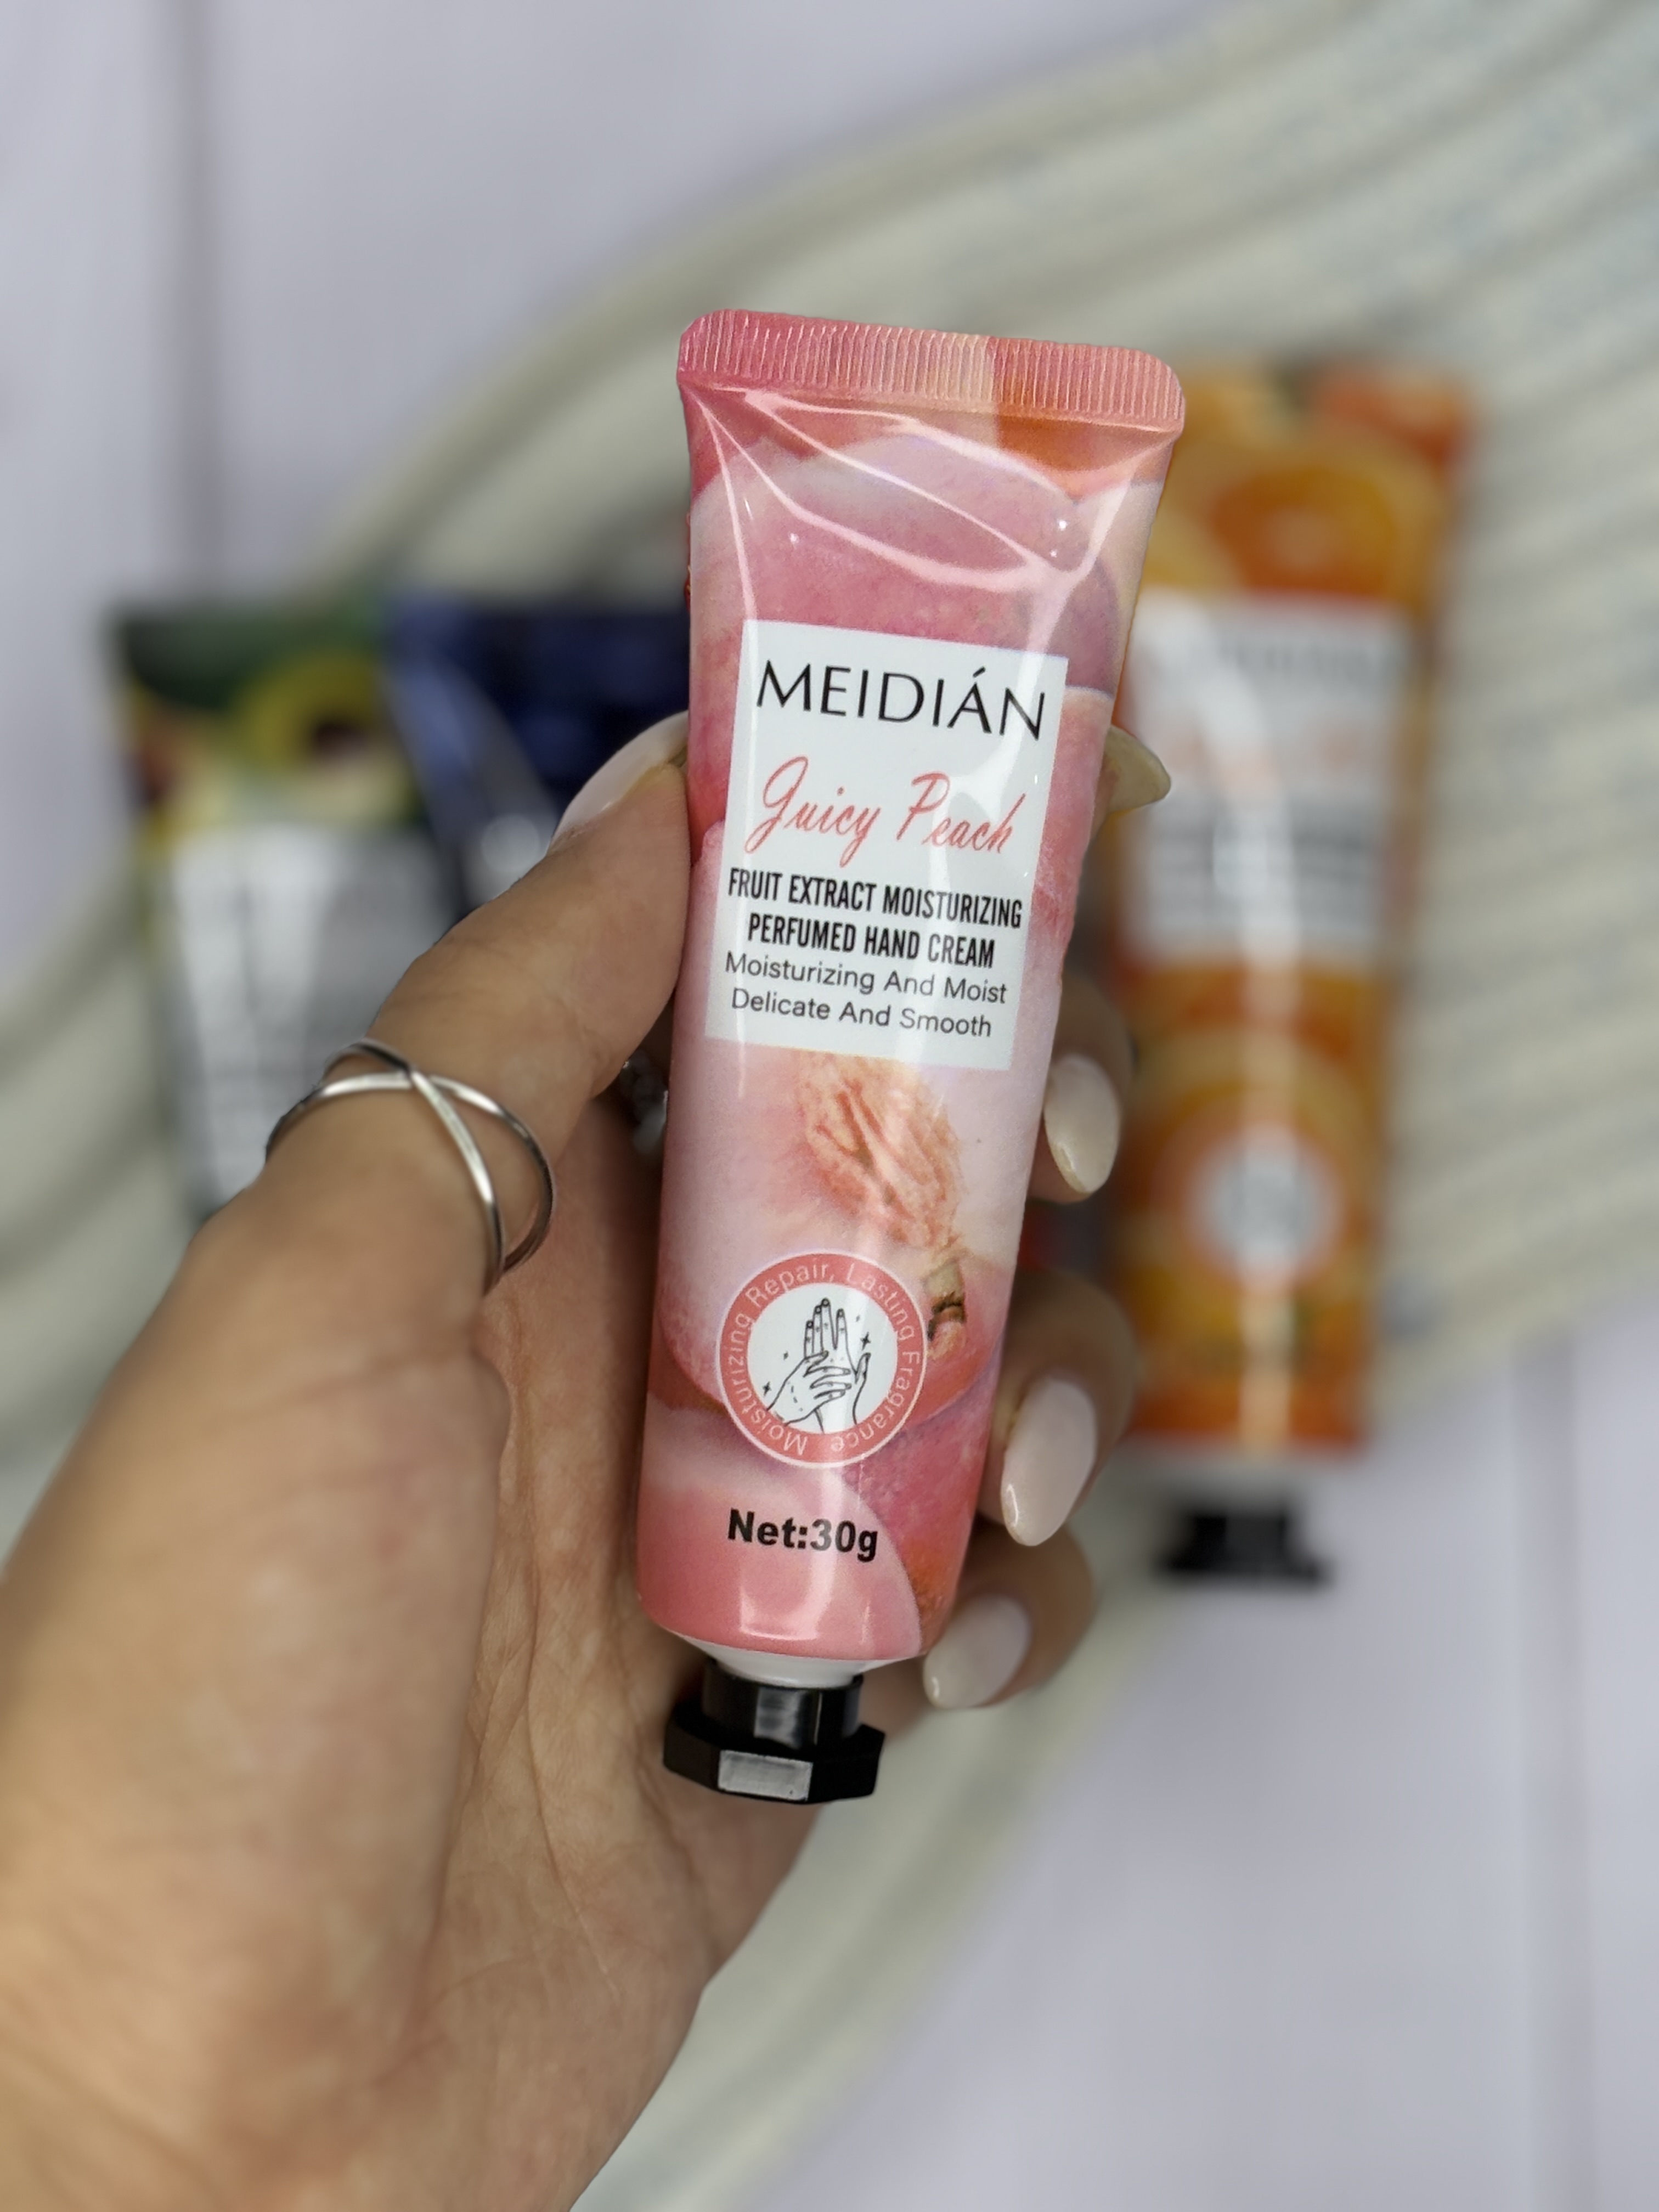 MEIDIÁN
Juicy Peach
FRUIT EXTRACT MOISTURIZING
PERFUMED HAND CREAM
Moisturizing And Moist
Delicate And Smooth
Moisturizing Repair, Lasting Fragrance
Net:30g